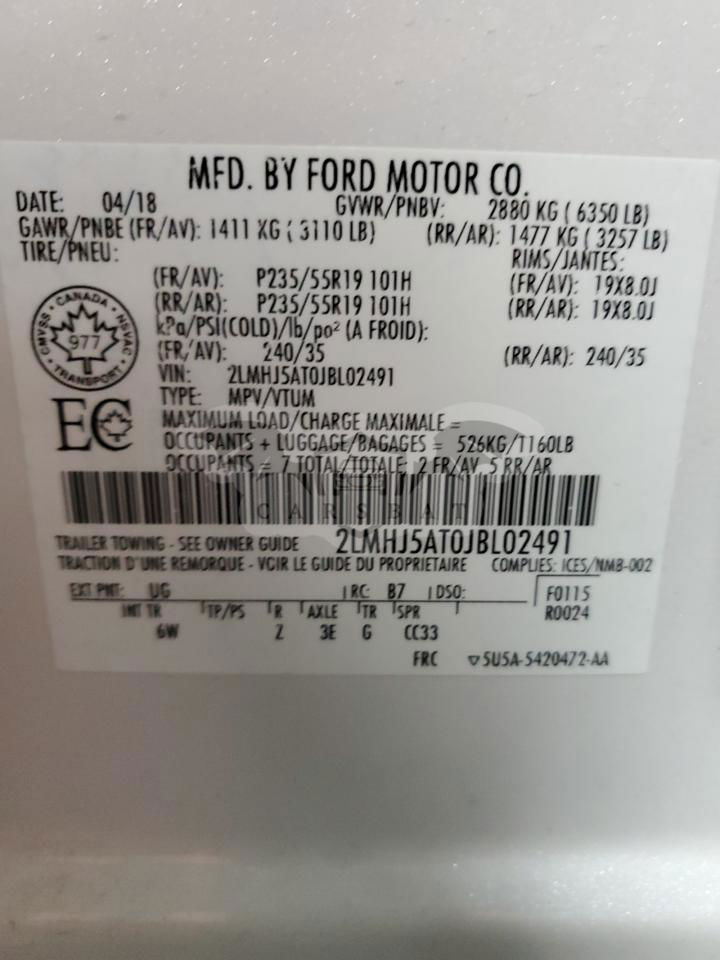 MFD. BY FORD MOTOR CO.
DATE: 04/18 GVWR/PNBV: 2880 KG ( 6350 LB)
GAWR/PNBE (FR/AV): 1411 KG ( 3110 LB) (RR/AR): 1477 KG ( 3257 LB)
TIRE/PNEU: RIMS/JANTES:
(FR/AV): P235/55R19 101H (FR/AV): 19X8.0J
(RR/AR): P235/55R19 101H (RR/AR): 19X8.0J
kPa/PSI(COLD)/lb/po² (A FROID):
(FR/AV): 240/35 (RR/AR): 240/35
VIN: 2LMHJ5AT0JBL02491
TYPE: MPV/VTUM
MAXIMUM LOAD/CHARGE MAXIMALE =
OCCUPANTS + LUGGAGE/BAGAGES = 526KG/1160LB
OCCUPANTS = 7 TOTAL/TOTALE: 2 FR/AV, 5 RR/AR
CANADA
CMVSS 977 NSVAC
TRANSPORT
EC
CARSBAT
TRAILER TOWING - SEE OWNER GUIDE 2LMHJ5AT0JBL02491
TRACTION D'UNE REMORQUE - VOIR LE GUIDE DU PROPRIETAIRE COMPLIES: ICES/NMB-002
EXT PNT: UG RC: B7 DSO: F0115
INT TR TP/PS R AXLE TR SPR R0024
6W Z 3E G CC33
FRC ▽5U5A-5420472-AA